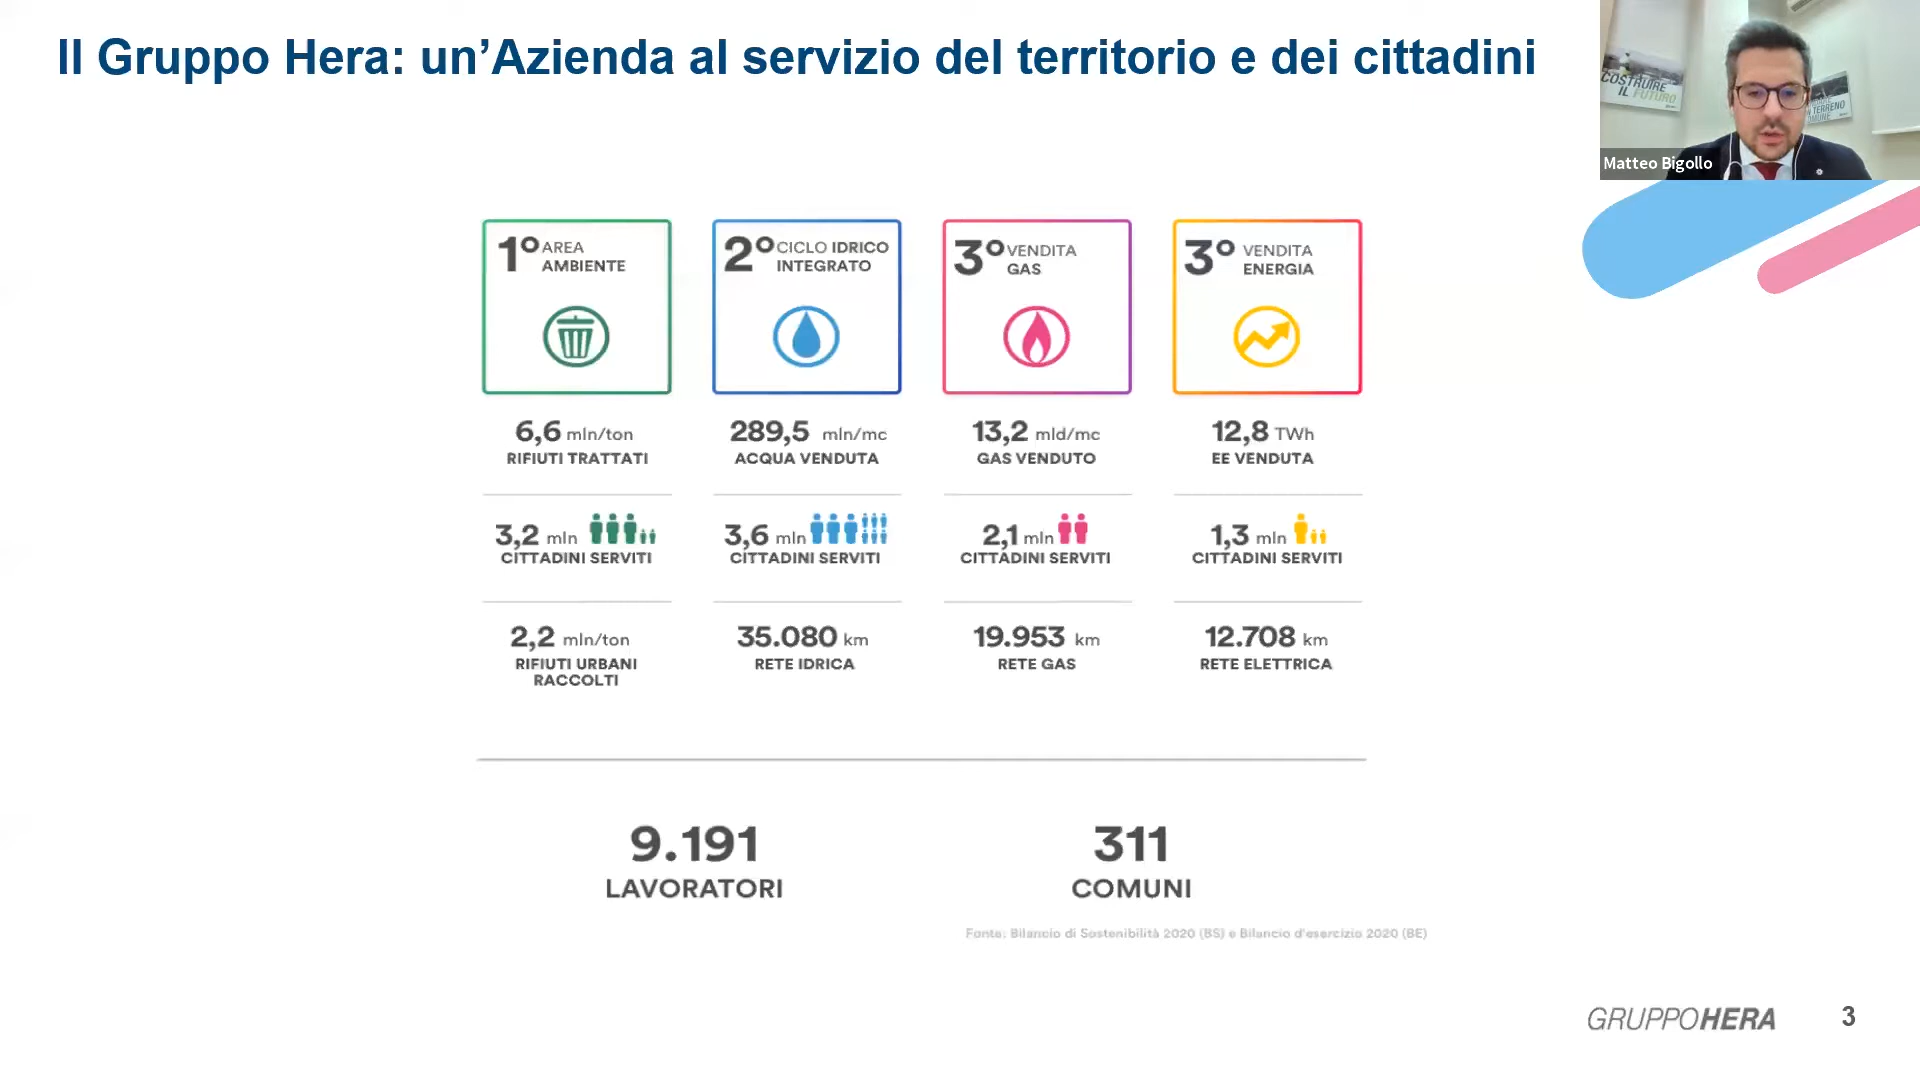 Il Gruppo Hera: un’Azienda al servizio del territorio e dei cittadini
COSTRUIRE
IL FUTURO
TERRENO
Matteo Bigollo
1° AREA
AMBIENTE
2° CICLO IDRICO
INTEGRATO
3° VENDITA
GAS
3° VENDITA
ENERGIA
6,6 mln/ton
RIFIUTI TRATTATI
289,5 mln/mc
ACQUA VENDUTA
13,2 mld/mc
GAS VENDUTO
12,8 TWh
EE VENDUTA
3,2 mln
CITTADINI SERVITI
3,6 mln
CITTADINI SERVITI
2,1 mln
CITTADINI SERVITI
1,3 mln
CITTADINI SERVITI
2,2 mln/ton
RIFIUTI URBANI
RACCOLTI
35.080 km
RETE IDRICA
19.953 km
RETE GAS
12.708 km
RETE ELETTRICA
9.191
LAVORATORI
311
COMUNI
Fonte: Bilancio di Sostenibilità 2020 (BS) e Bilancio d'esercizio 2020 (BE)
GRUPPOHERA
3